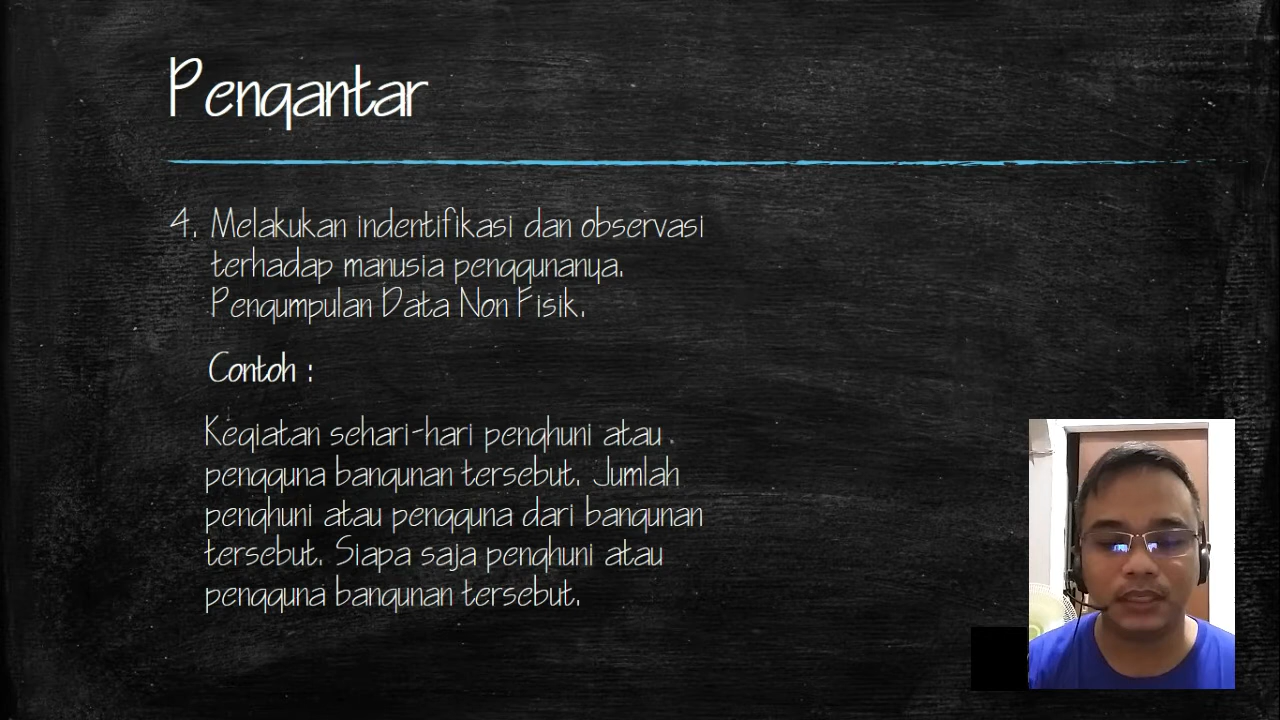 Pengantar
4. Melakukan indentifikasi dan observasi
terhadap manusia penggunanya.
Pengumpulan Data Non Fisik.
Contoh :
Kegiatan sehari-hari penghuni atau .
pengguna bangunan tersebut. Jumlah
penghuni atau pengguna dari bangunan
tersebut. Siapa saja penghuni atau
pengguna bangunan tersebut.